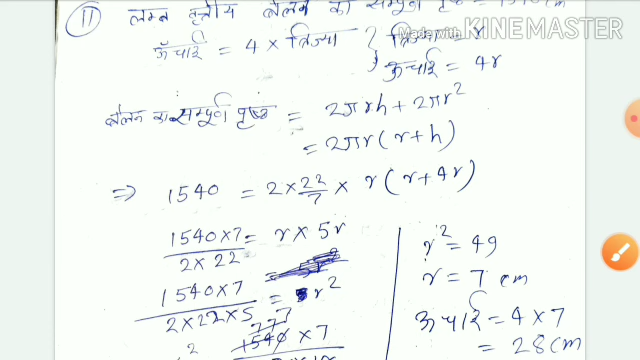 (11) लम्ब वृत्तीय बेलन का सम्पूर्ण पृष्ठ =
Made with KINEMASTER
ऊँचाई = 4 × त्रिज्या } त्रिज्या = r
ऊँचाई = 4r
बेलन का सम्पूर्ण पृष्ठ = 2πrh + 2πr²
= 2πr(r+h)
⇒ 1540 = 2 × 22/7 × r(r+4r)
1540×7 / 2×22 = r × 5r
1540×7 / 2×22×5 = r²
1540 × 7
r² = 49
r = 7 cm
ऊँचाई = 4×7
= 28 cm